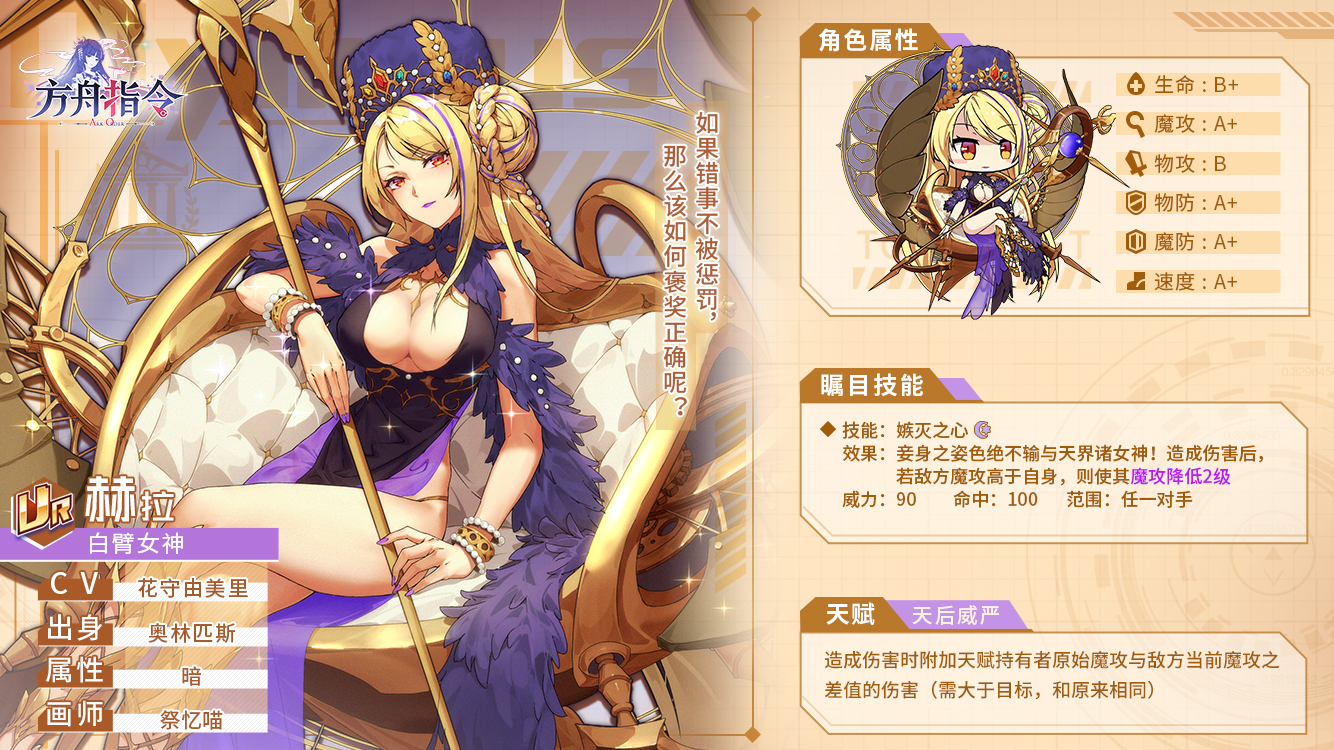 方舟指令
ARK ORDER
如果错事不被惩罚，
那么该如何褒奖正确呢？
UR
赫拉
白臂女神
CV 花守由美里
出身 奥林匹斯
属性 暗
画师 祭忆喵
角色属性
生命：B+
魔攻：A+
物攻：B
物防：A+
魔防：A+
速度：A+
瞩目技能
技能：嫉灭之心
效果：妾身之姿色绝不输与天界诸女神！造成伤害后，
若敌方魔攻高于自身，则使其魔攻降低2级
威力：90 命中：100 范围：任一对手
天赋 天后威严
造成伤害时附加天赋持有者原始魔攻与敌方当前魔攻之
差值的伤害（需大于目标，和原来相同）